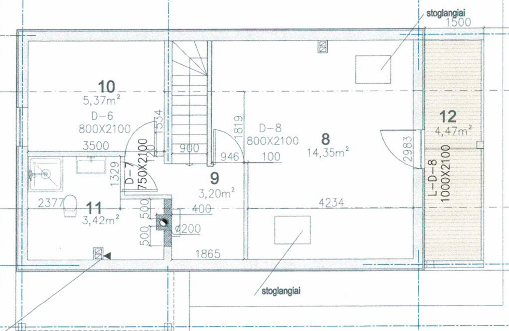 stoglangiai
1500
10
5,37m²
D-6
800X2100
1534
3500
900
1819
D-8
800X2100
946
100
8
14,35m²
2983
12
4,47m²
L-D-8
1000X2100
D-7
750X2100
1329
9
3,20m²
2377
11
3,42m²
500
400
ø200
500
4234
1865
stoglangiai